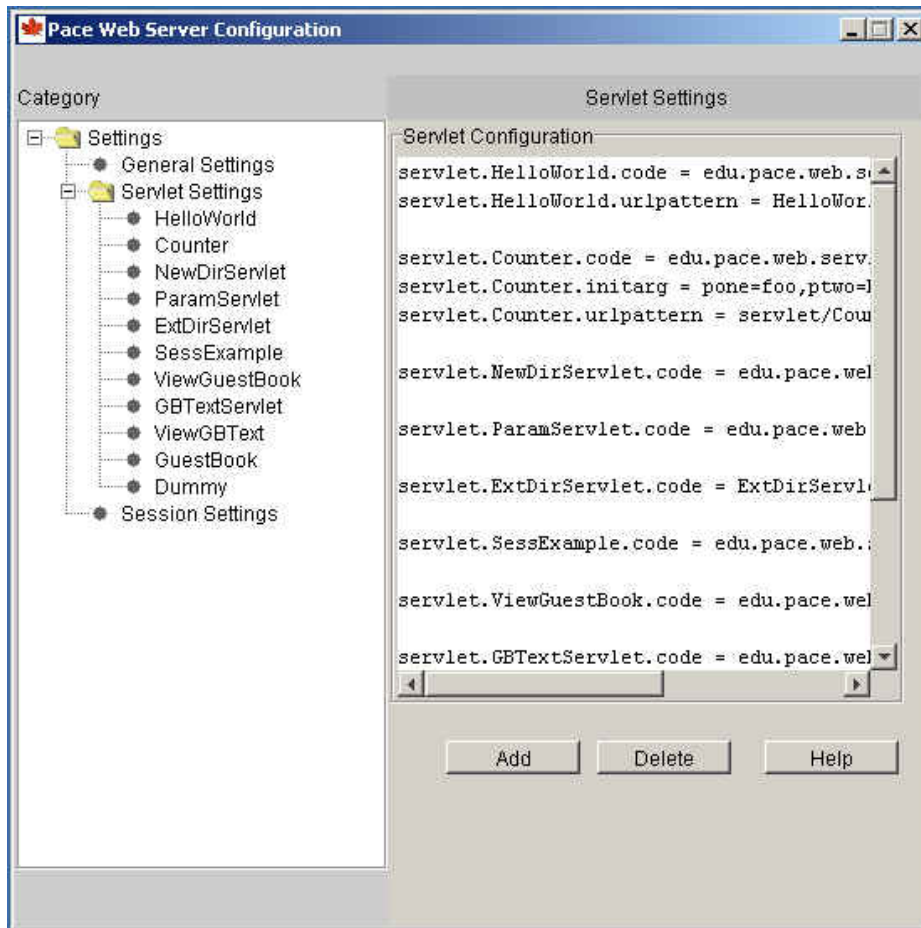 Pace Web Server Configuration
Category
Settings
General Settings
Servlet Settings
HelloWorld
Counter
NewDirServlet
ParamServlet
ExtDirServlet
SessExample
ViewGuestBook
GBTextServlet
ViewGBText
GuestBook
Dummy
Session Settings
Servlet Settings
Servlet Configuration
servlet.HelloWorld.code = edu.pace.web.s
servlet.HelloWorld.urlpattern = HelloWor
servlet.Counter.code = edu.pace.web.serv
servlet.Counter.initarg = pone=foo,ptwo=
servlet.Counter.urlpattern = servlet/Cou
servlet.NewDirServlet.code = edu.pace.we
servlet.ParamServlet.code = edu.pace.web
servlet.ExtDirServlet.code = ExtDirServl
servlet.SessExample.code = edu.pace.web.
servlet.ViewGuestBook.code = edu.pace.we
servlet.GBTextServlet.code = edu.pace.we
Add Delete Help